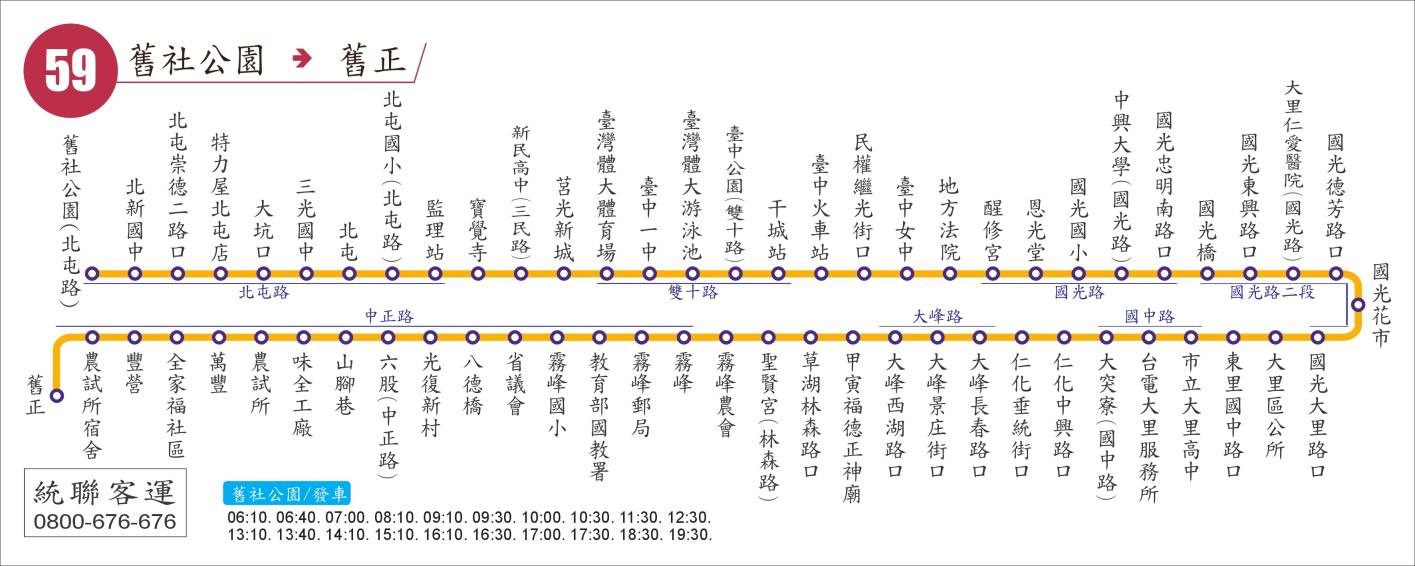 59 舊社公園 → 舊正
舊社公園(北屯路)
北新國中
北屯崇德二路口
特力屋北屯店
大坑口
三光國中
北屯
北屯國小(北屯路)
監理站
寶覺寺
新民高中(三民路)
莒光新城
臺灣體大體育場
臺中一中
臺灣體大游泳池
臺中公園(雙十路)
干城站
臺中火車站
民權繼光街口
臺中女中
地方法院
醒修宮
恩光堂
國光國小
中興大學(國光路)
國光忠明南路口
國光橋
國光東興路口
大里仁愛醫院(國光路)
國光德芳路口
國光花市
北屯路
雙十路
國光路
國光路二段
中正路
大峰路
國中路
舊正
農試所宿舍
豐營
全家福社區
萬豐
農試所
味全工廠
山腳巷
六股(中正路)
光復新村
八德橋
省議會
霧峰國小
教育部國教署
霧峰郵局
霧峰
霧峰農會
聖賢宮(林森路)
草湖林森路口
甲寅福德正神廟
大峰西湖路口
大峰景庄街口
大峰長春路口
仁化垂統街口
仁化中興路口
大突寮(國中路)
台電大里服務所
市立大里高中
東里國中路口
大里區公所
國光大里路口
統聯客運
0800-676-676
舊社公園/發車
06:10. 06:40. 07:00. 08:10. 09:10. 09:30. 10:00. 10:30. 11:30. 12:30.
13:10. 13:40. 14:10. 15:10. 16:10. 16:30. 17:00. 17:30. 18:30. 19:30.